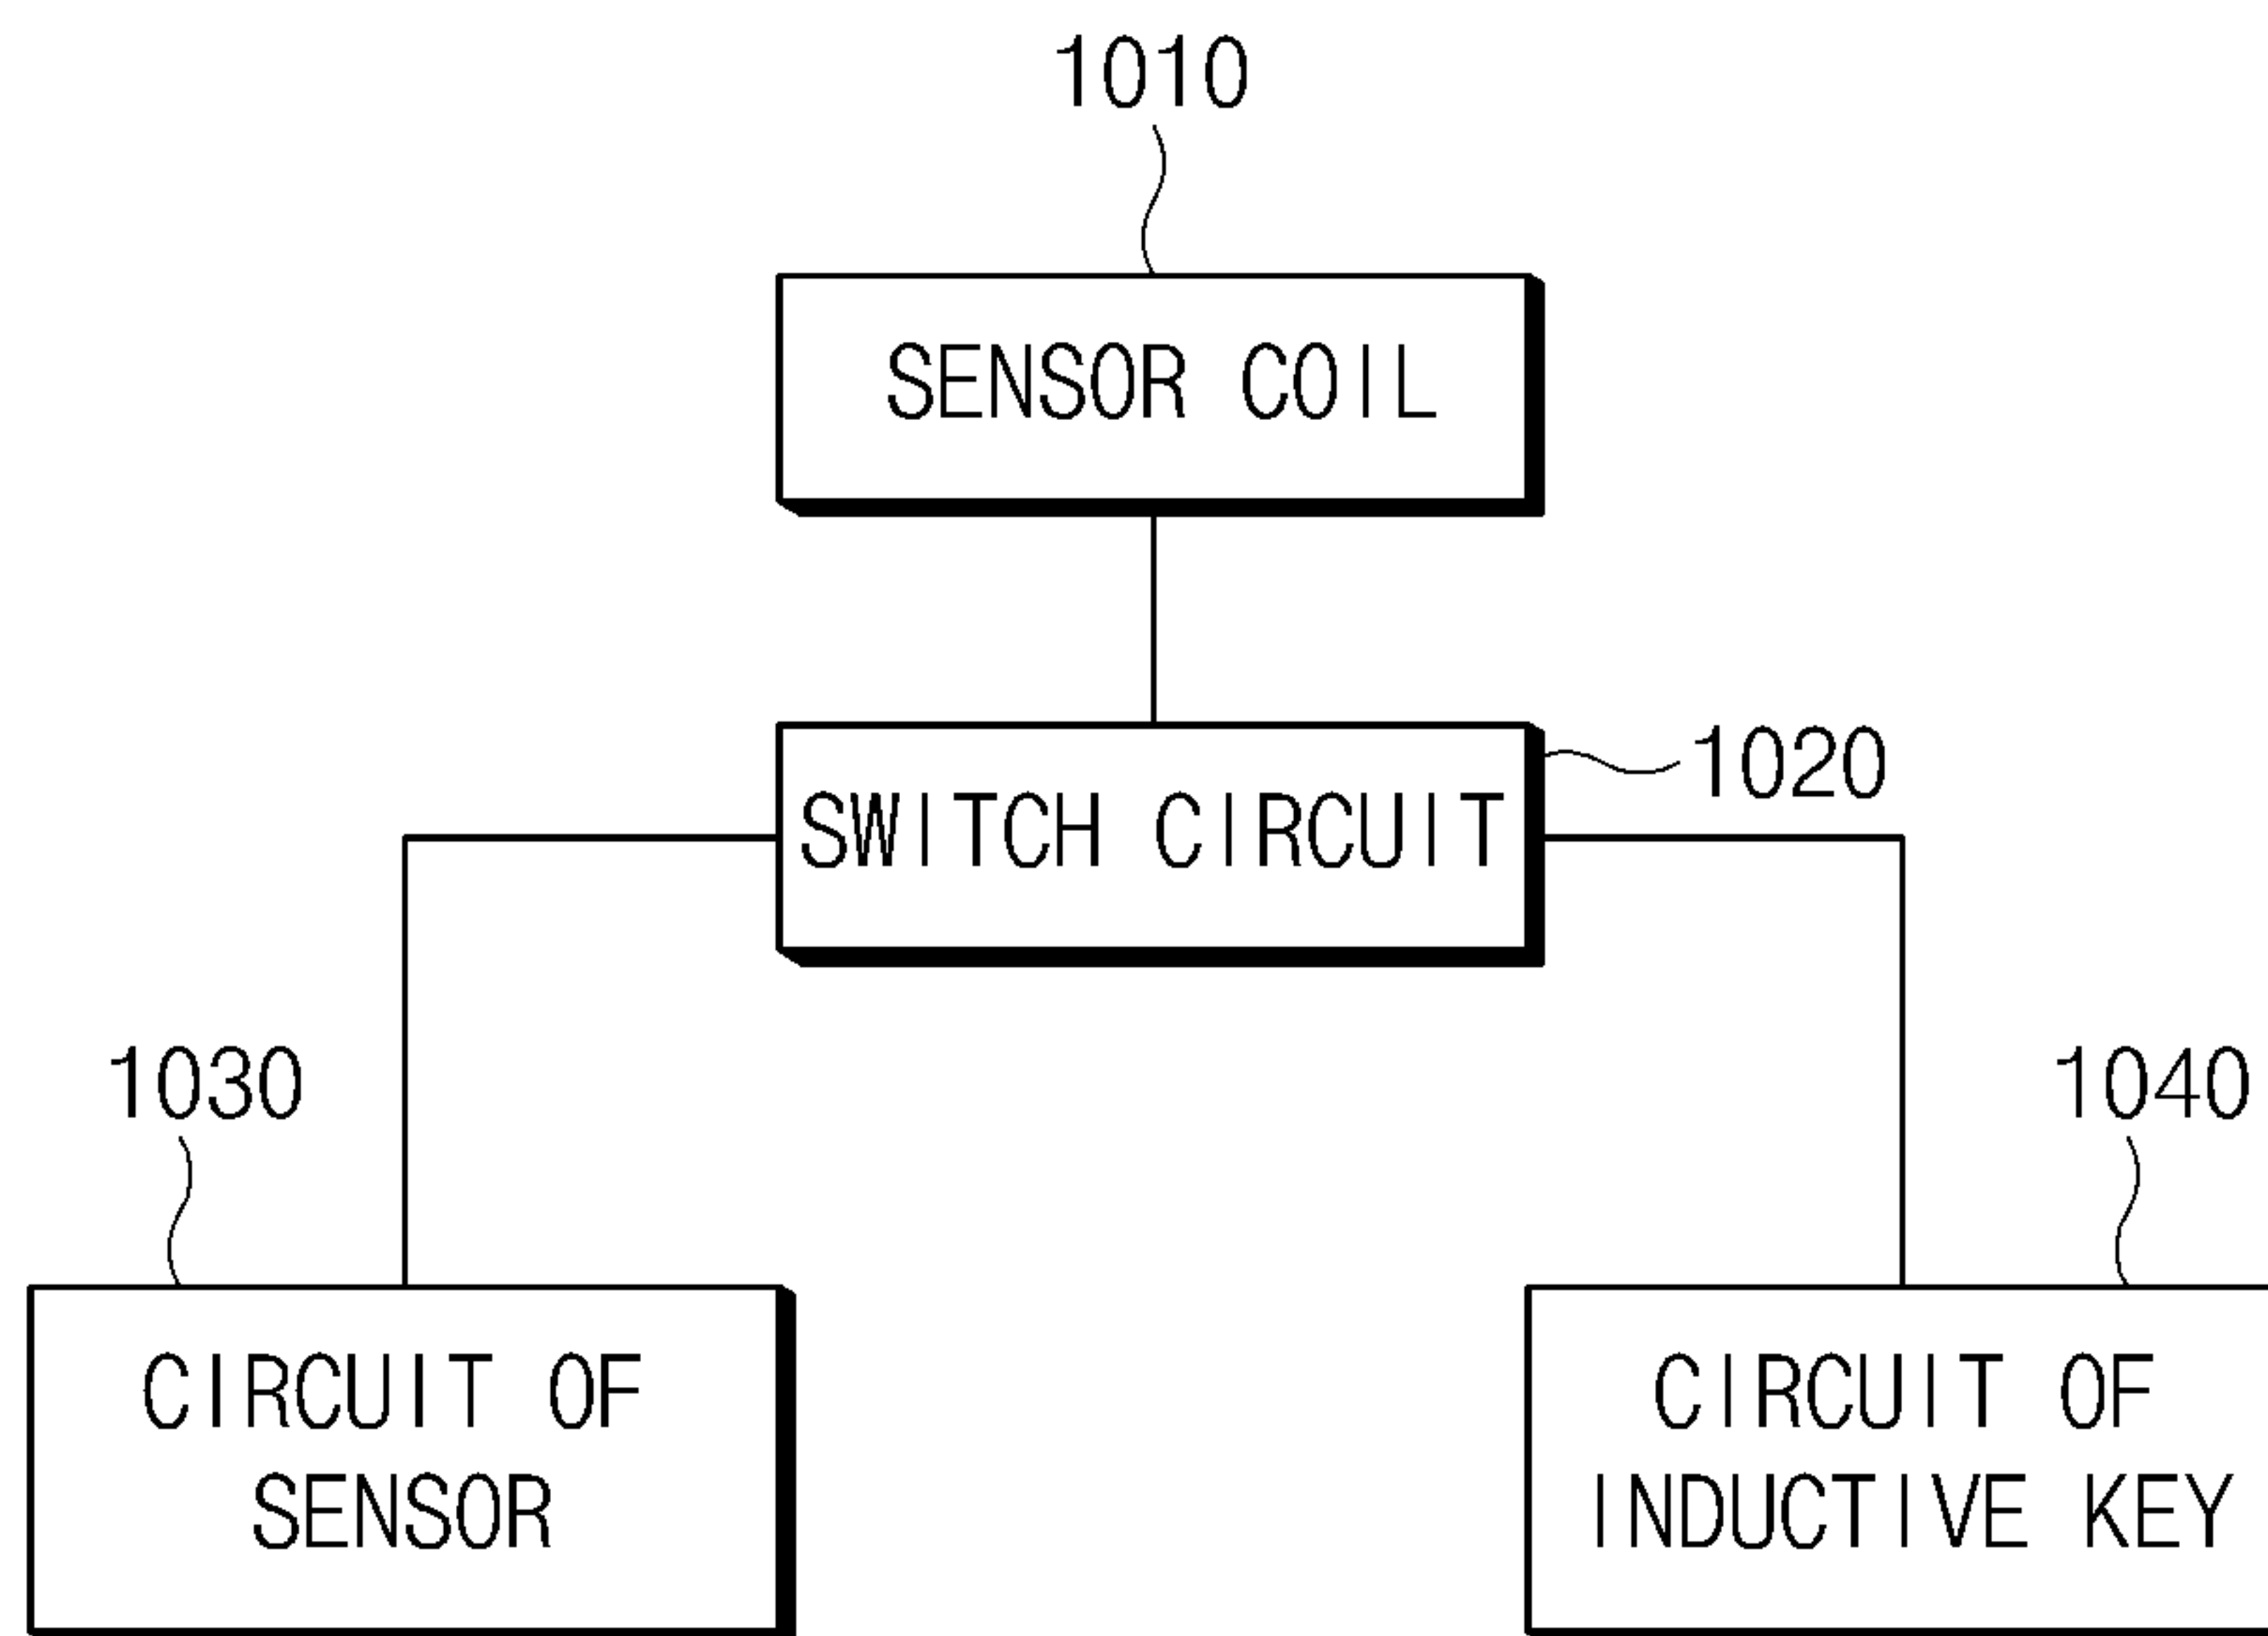 1010
SENSOR COIL
SWITCH CIRCUIT
1020
1030
1040
CIRCUIT OF
SENSOR
CIRCUIT OF
INDUCTIVE KEY